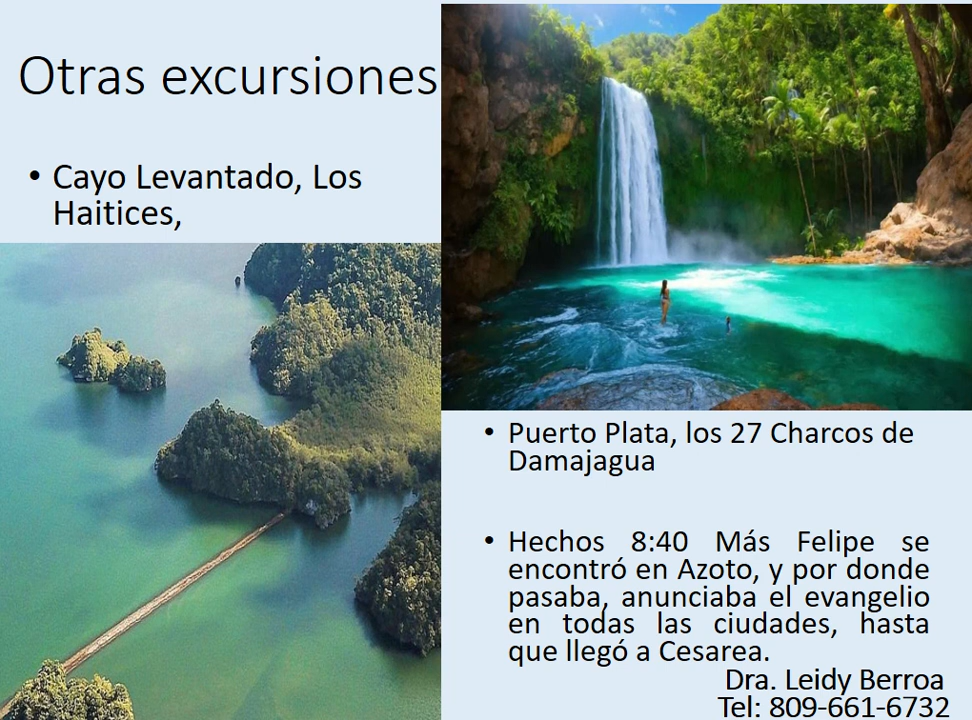 Otras excursiones
• Cayo Levantado, Los
Haitices,
• Puerto Plata, los 27 Charcos de
Damajagua
• Hechos 8:40 Más Felipe se
encontró en Azoto, y por donde
pasaba, anunciaba el evangelio
en todas las ciudades, hasta
que llegó a Cesarea.
Dra. Leidy Berroa
Tel: 809-661-6732